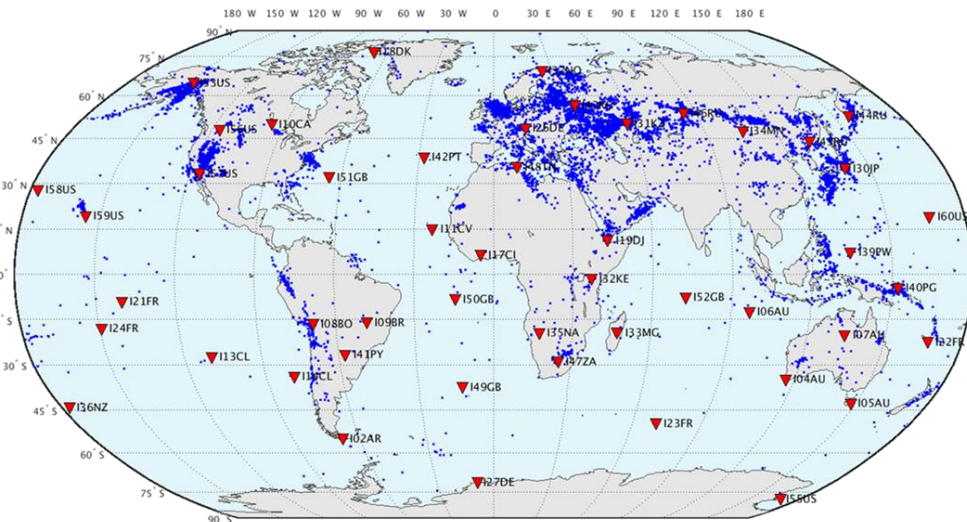 180 W 150 W 120 W 90 W 60 W 30 W 0 30 E 60 E 90 E 120 E 150 E 180 E
90° N
I18DK
75° N
I53US
60° N
I10CA
I56US
I26DE
I31KZ
I46RU
I34MN
I44RU
45° N
I42PT
I30JP
I51GB
30° N
I58US
I59US
I60US
I11CV
I19DJ
I17CI
I39PW
0°
I32KE
I40PG
I21FR
I50GB
I52GB
I06AU
I24FR
I08BO
I09BR
I35NA
I33MG
I07AU
I22FR
I13CL
I41PY
I47ZA
30° S
I04AU
I49GB
I36NZ
45° S
I05AU
I23FR
I02AR
60° S
I27DE
75° S
I55US
90° S